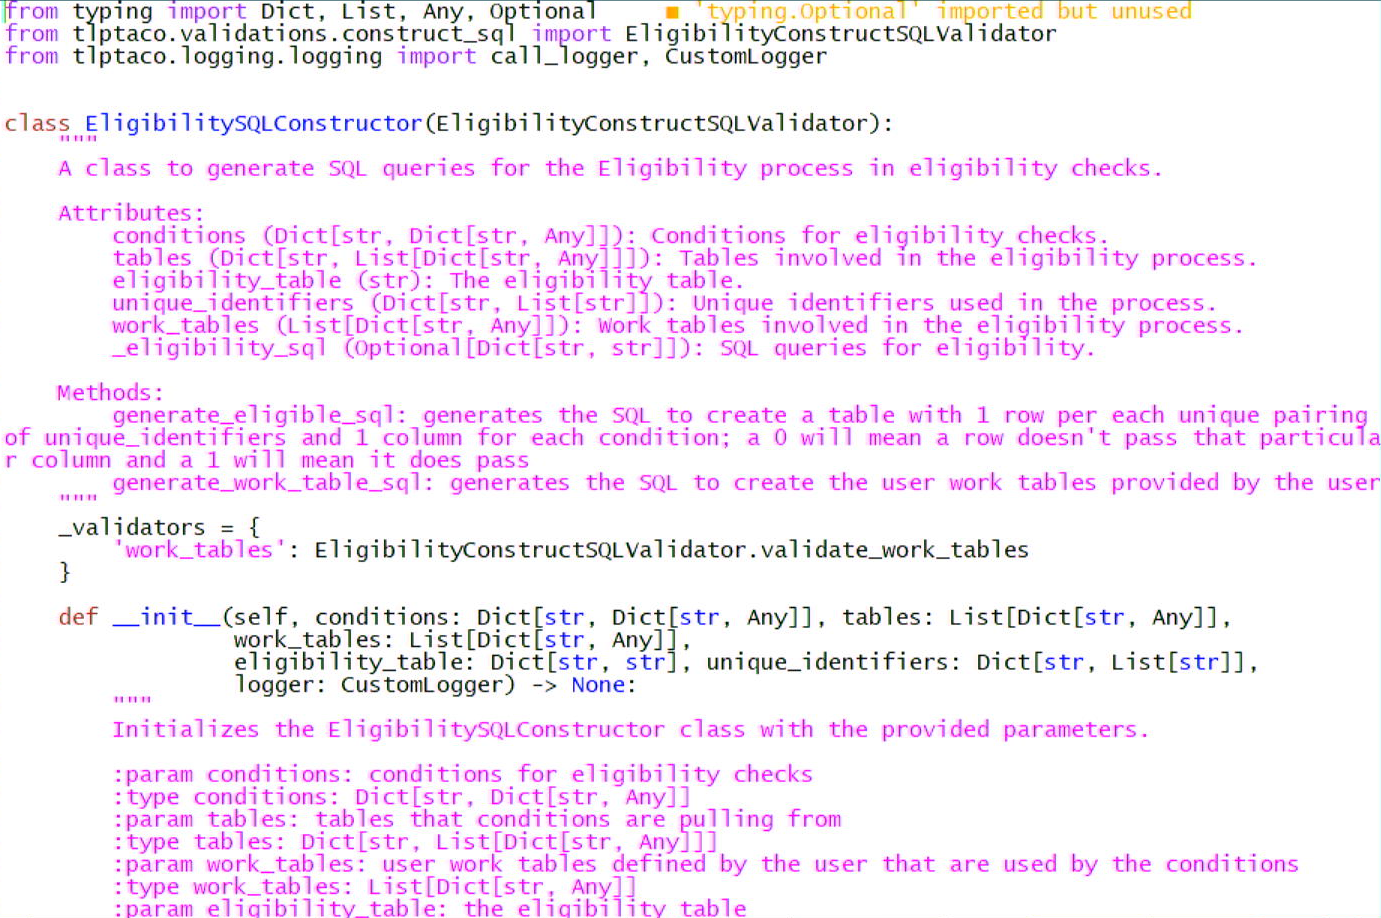 from typing import Dict, List, Any, Optional ■ 'typing.Optional' imported but unused
from tlptaco.validations.construct_sql import EligibilityConstructSQLValidator
from tlptaco.logging.logging import call_logger, CustomLogger
class EligibilitySQLConstructor(EligibilityConstructSQLValidator):
"""
A class to generate SQL queries for the Eligibility process in eligibility checks.
Attributes:
conditions (Dict[str, Dict[str, Any]]): Conditions for eligibility checks.
tables (Dict[str, List[Dict[str, Any]]]): Tables involved in the eligibility process.
eligibility_table (str): The eligibility table.
unique_identifiers (Dict[str, List[str]]): Unique identifiers used in the process.
work_tables (List[Dict[str, Any]]): Work tables involved in the eligibility process.
_eligibility_sql (Optional[Dict[str, str]]): SQL queries for eligibility.
Methods:
generate_eligible_sql: generates the SQL to create a table with 1 row per each unique pairing
of unique_identifiers and 1 column for each condition; a 0 will mean a row doesn't pass that particula
r column and a 1 will mean it does pass
generate_work_table_sql: generates the SQL to create the user work tables provided by the user
"""
_validators = {
'work_tables': EligibilityConstructSQLValidator.validate_work_tables
}
def __init__(self, conditions: Dict[str, Dict[str, Any]], tables: List[Dict[str, Any]],
work_tables: List[Dict[str, Any]],
eligibility_table: Dict[str, str], unique_identifiers: Dict[str, List[str]],
logger: CustomLogger) -> None:
"""
Initializes the EligibilitySQLConstructor class with the provided parameters.
:param conditions: conditions for eligibility checks
:type conditions: Dict[str, Dict[str, Any]]
:param tables: tables that conditions are pulling from
:type tables: Dict[str, List[Dict[str, Any]]]
:param work_tables: user work tables defined by the user that are used by the conditions
:type work_tables: List[Dict[str, Any]]
:param eligibility_table: the eligibility table